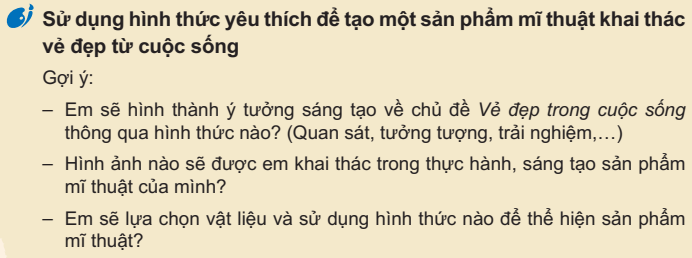 Sử dụng hình thức yêu thích để tạo một sản phẩm mĩ thuật khai thác
vẻ đẹp từ cuộc sống
Gợi ý:
– Em sẽ hình thành ý tưởng sáng tạo về chủ đề Vẻ đẹp trong cuộc sống
thông qua hình thức nào? (Quan sát, tưởng tượng, trải nghiệm,…)
– Hình ảnh nào sẽ được em khai thác trong thực hành, sáng tạo sản phẩm
mĩ thuật của mình?
– Em sẽ lựa chọn vật liệu và sử dụng hình thức nào để thể hiện sản phẩm
mĩ thuật?